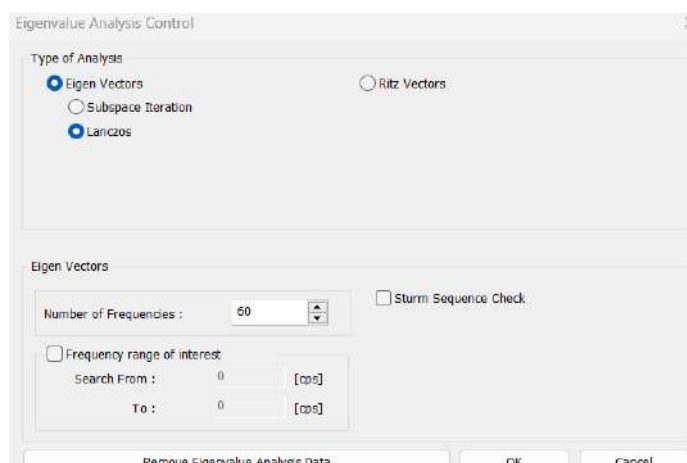 Eigenvalue Analysis Control
Type of Analysis
Eigen Vectors Ritz Vectors
Subspace Iteration
Lanczos
Eigen Vectors
Number of Frequencies : 60 Sturm Sequence Check
Frequency range of interest
Search From : 0 [cps]
To : 0 [cps]
Remove Eigenvalue Analysis Data OK Cancel